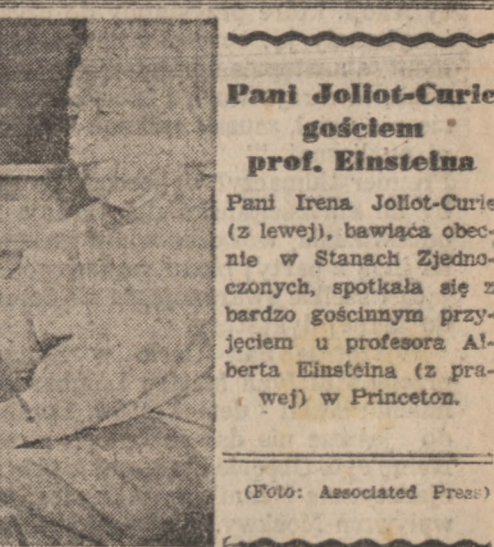 Pani Joliot-Curie
gościem
prof. Einsteina
Pani Irena Joliot-Curie
(z lewej), bawiąca obec-
nie w Stanach Zjedno-
czonych, spotkała się z
bardzo gościnnym przy-
jęciem u profesora Al-
berta Einsteina (z pra-
wej) w Princeton.
(Foto: Associated Press)